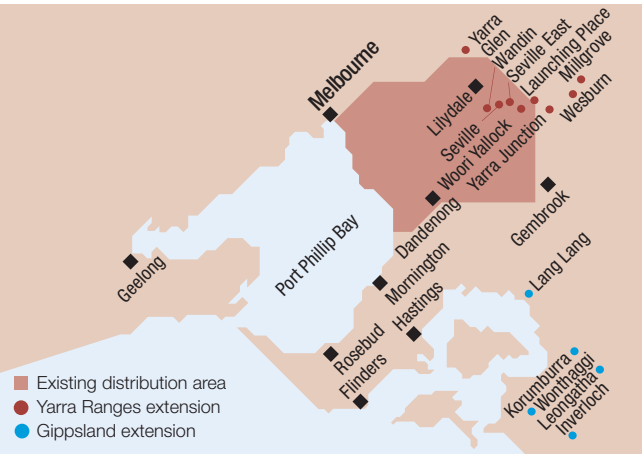 Yarra
Glen
Wandin
Seville East
Launching Place
Millgrove
Wesburn
Melbourne
Lilydale
Seville
Woori Yallock
Yarra Junction
Gembrook
Dandenong
Port Phillip Bay
Geelong
Mornington
Hastings
Lang Lang
Rosebud
Flinders
Korumburra
Wonthaggi
Leongatha
Inverloch
Existing distribution area
Yarra Ranges extension
Gippsland extension